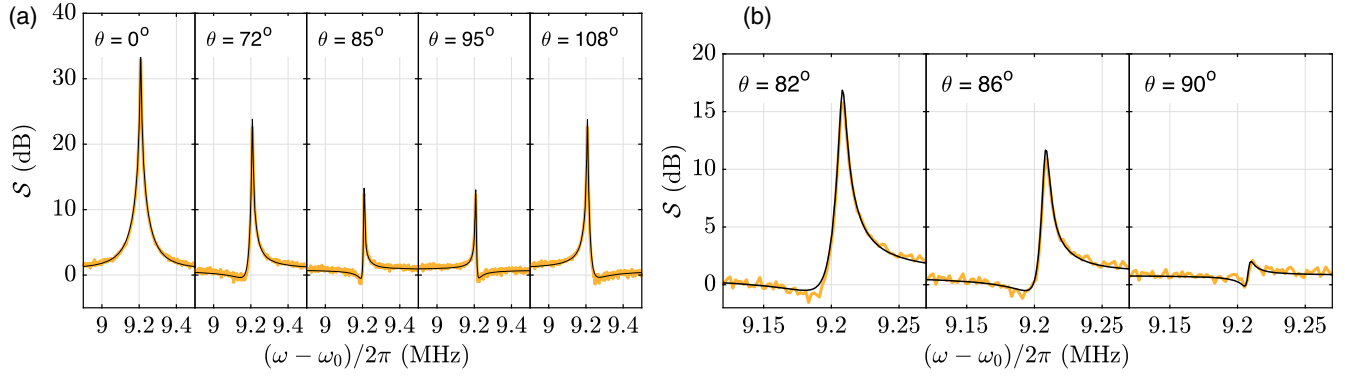 (a)
θ = 0° θ = 72° θ = 85° θ = 95° θ = 108°
40
30
20
10
0
𝒮 (dB)
9 9.2 9.4 9 9.2 9.4 9 9.2 9.4 9 9.2 9.4 9 9.2 9.4
(ω − ω₀)/2π (MHz)
(b)
θ = 82° θ = 86° θ = 90°
20
15
10
5
0
𝒮 (dB)
9.15 9.2 9.25 9.15 9.2 9.25 9.15 9.2 9.25
(ω − ω₀)/2π (MHz)